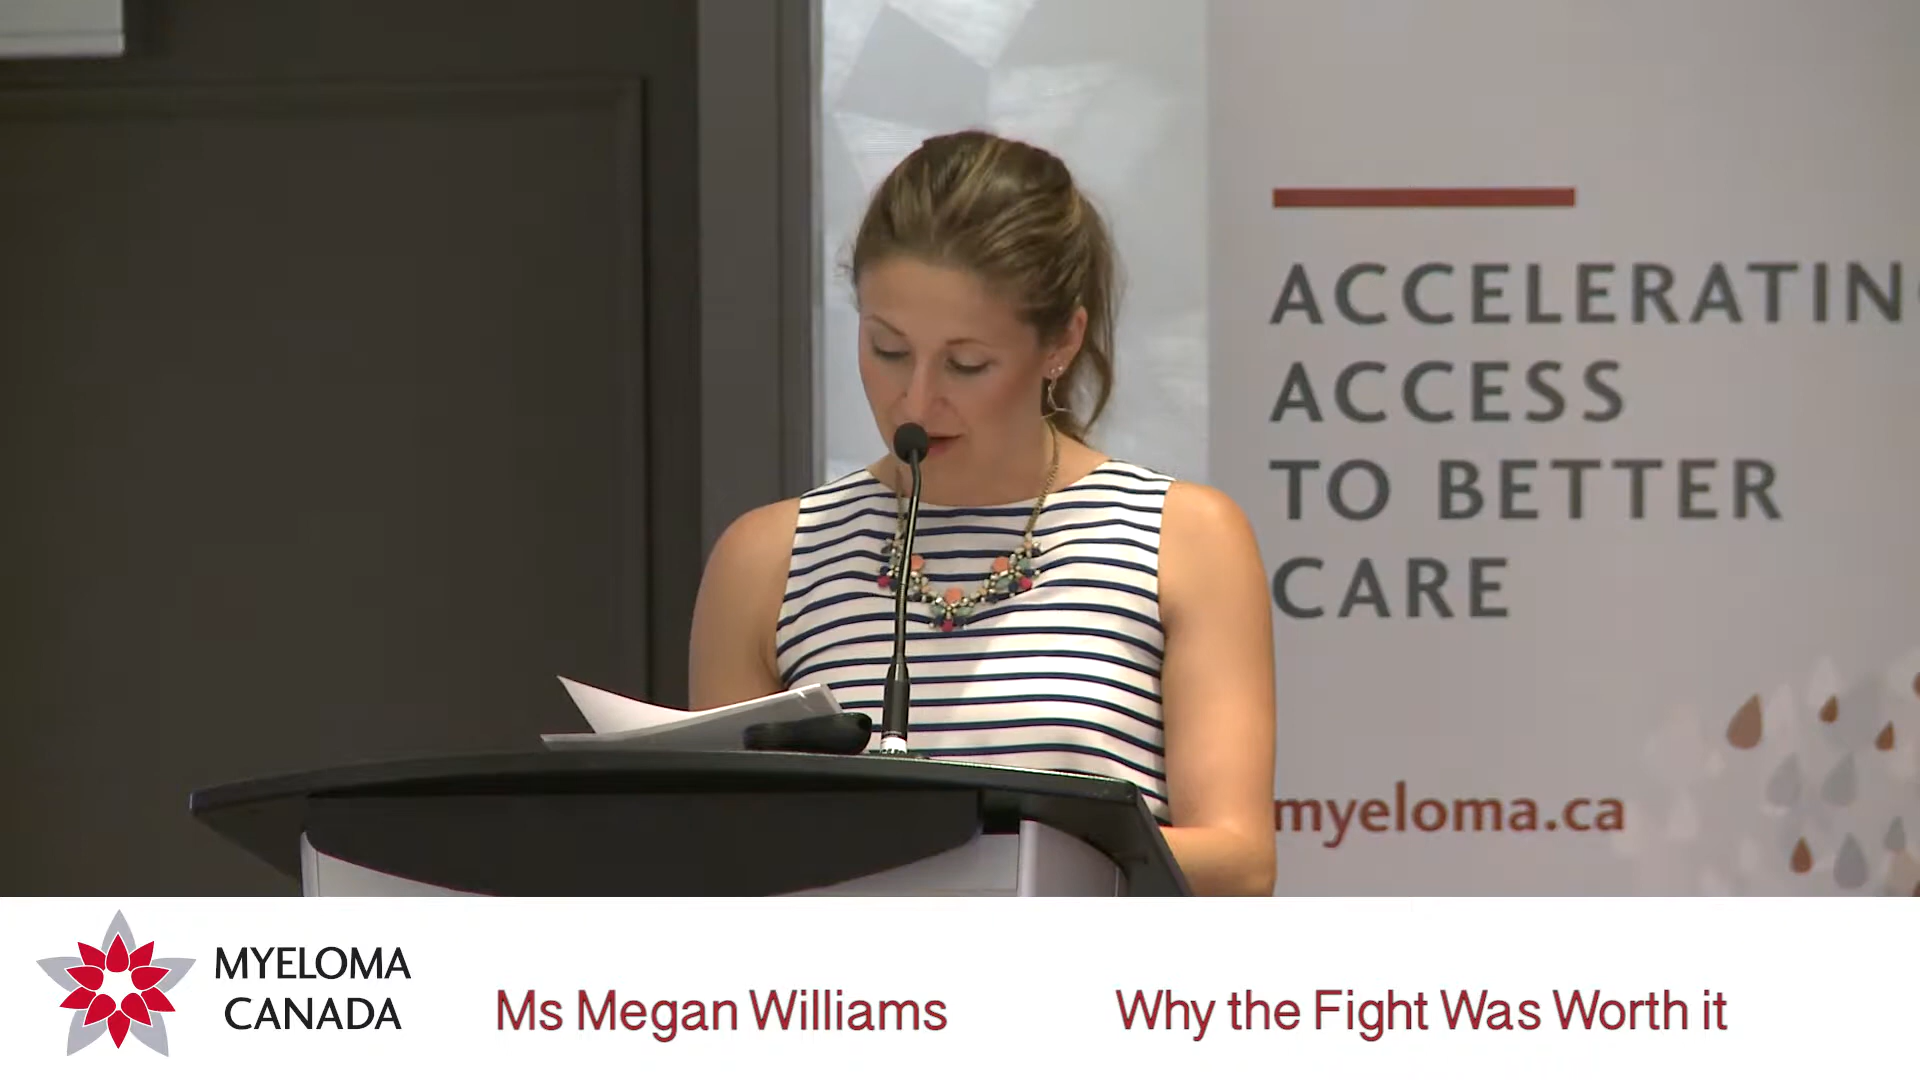 ACCELERATIN
ACCESS
TO BETTER
CARE
myeloma.ca
MYELOMA
CANADA
Ms Megan Williams
Why the Fight Was Worth it